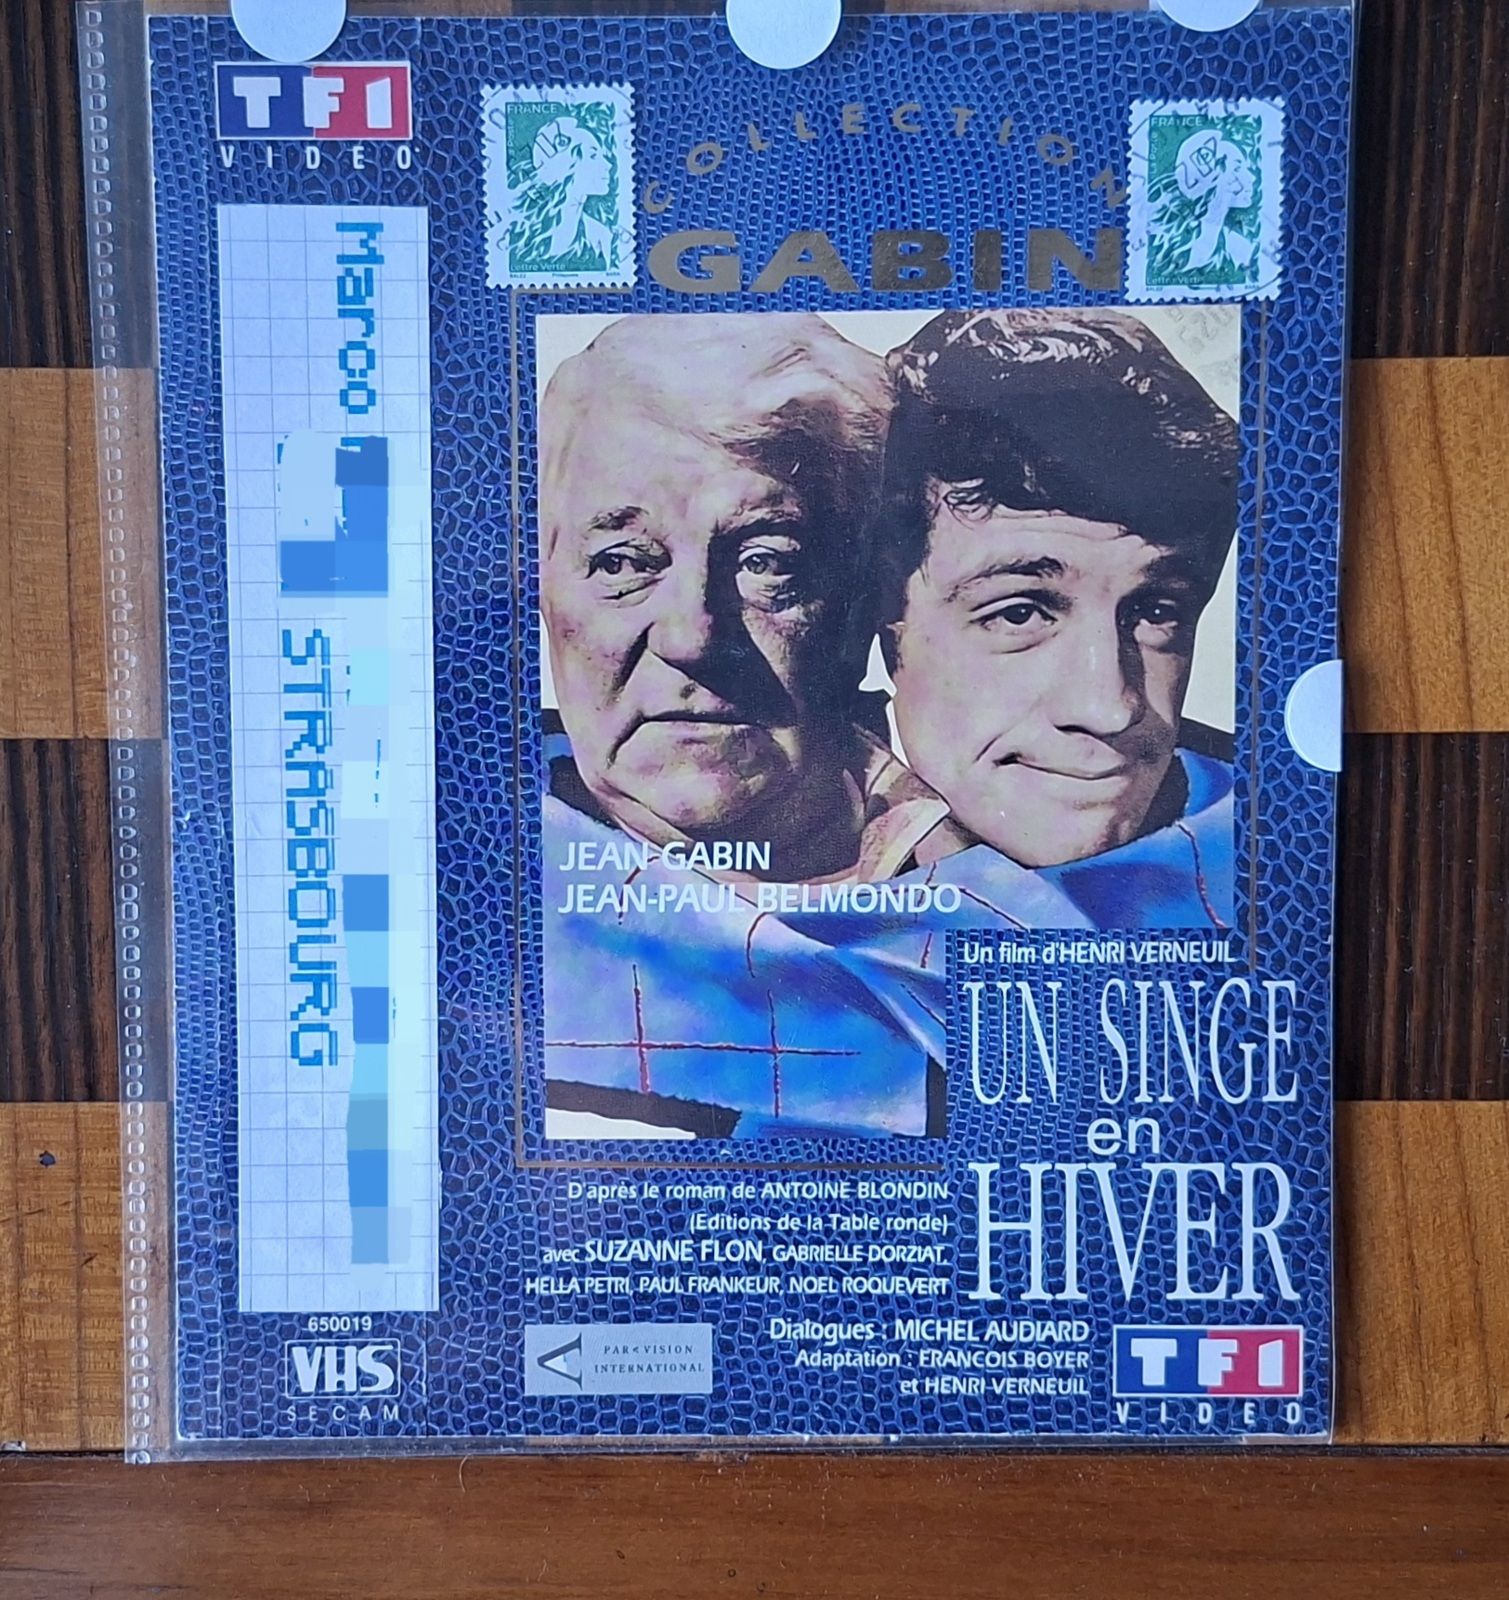 TF1
VIDEO
COLLECTION
GABIN
FRANCE
Lettre Verte
FRANCE
Lettre Verte
Marco
STRASBOURG
JEAN GABIN
JEAN-PAUL BELMONDO
Un film d'HENRI VERNEUIL
UN SINGE
en
HIVER
D'après le roman de ANTOINE BLONDIN
(Editions de la Table ronde)
avec SUZANNE FLON, GABRIELLE DORZIAT,
HELLA PETRI, PAUL FRANKEUR, NOEL ROQUEVERT
650019
VHS
SECAM
PAR VISION
INTERNATIONAL
Dialogues : MICHEL AUDIARD
Adaptation : FRANCOIS BOYER
et HENRI VERNEUIL
TF1
VIDEO